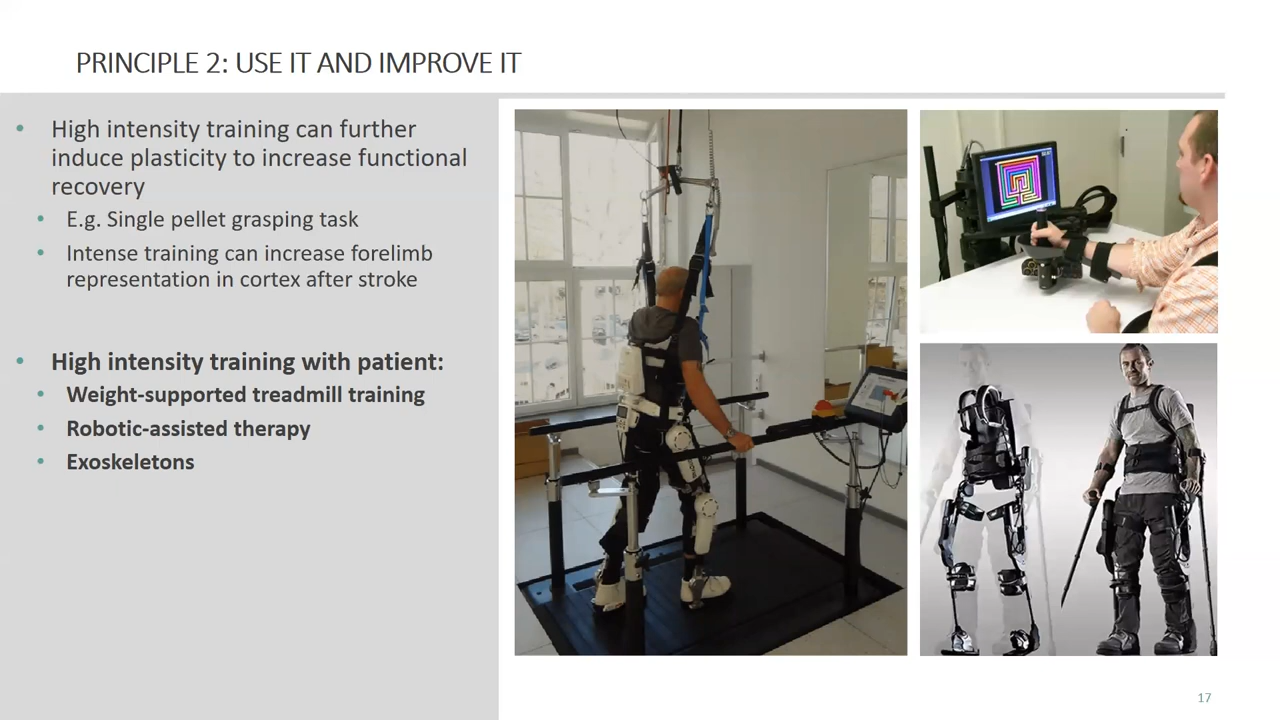 PRINCIPLE 2: USE IT AND IMPROVE IT
• High intensity training can further
induce plasticity to increase functional
recovery
• E.g. Single pellet grasping task
• Intense training can increase forelimb
representation in cortex after stroke
• High intensity training with patient:
• Weight-supported treadmill training
• Robotic-assisted therapy
• Exoskeletons
17